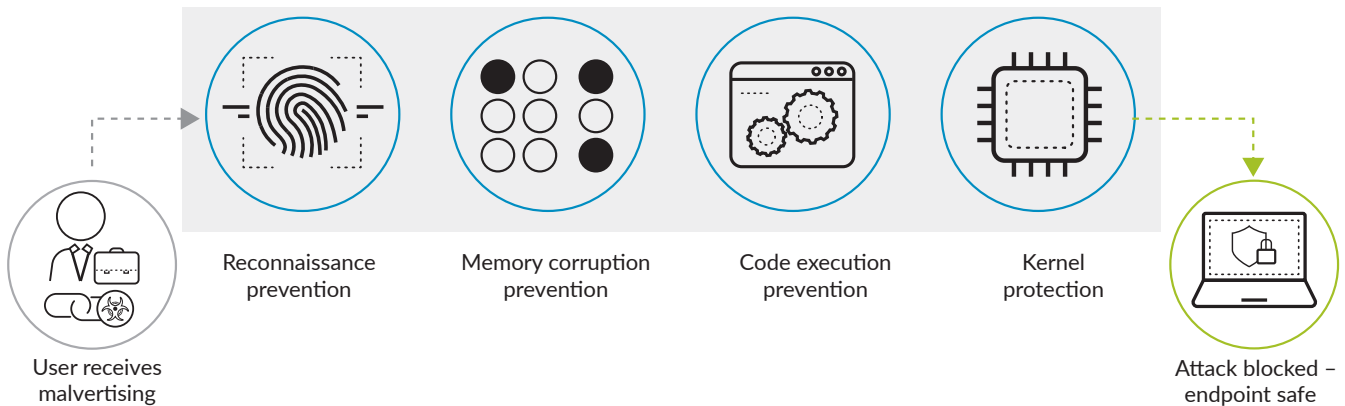 Reconnaissance
prevention
Memory corruption
prevention
Code execution
prevention
Kernel
protection
User receives
malvertising
Attack blocked –
endpoint safe